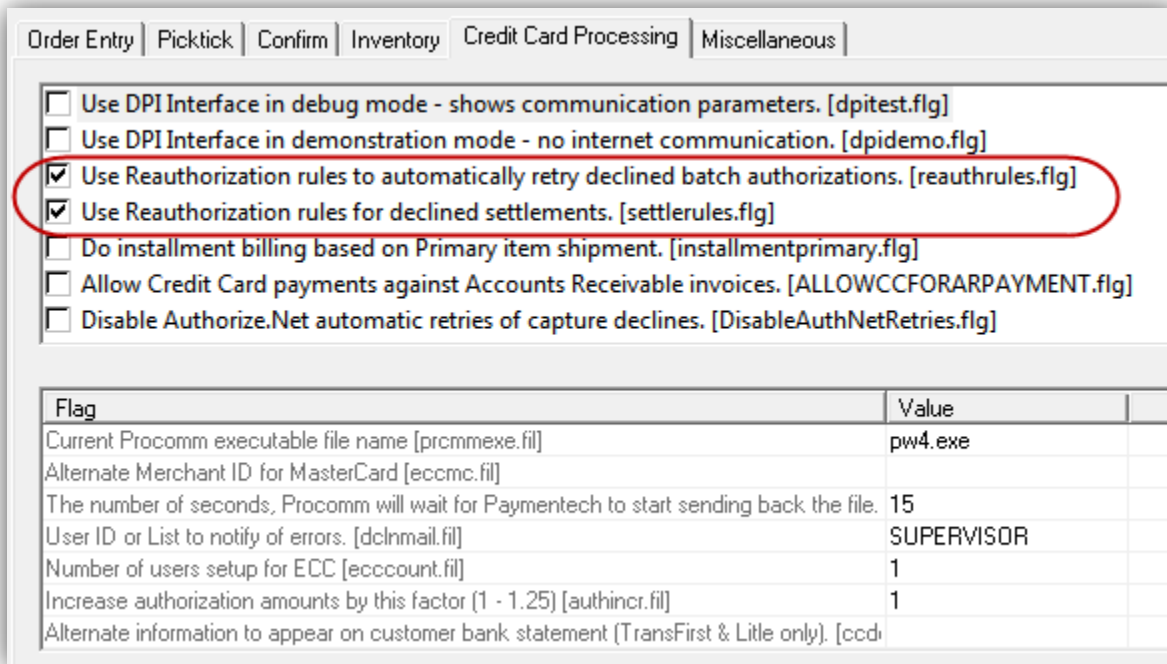 Order Entry Picktick Confirm Inventory Credit Card Processing Miscellaneous
Use DPI Interface in debug mode - shows communication parameters. [dpitest.flg]
Use DPI Interface in demonstration mode - no internet communication. [dpidemo.flg]
Use Reauthorization rules to automatically retry declined batch authorizations. [reauthrules.flg]
Use Reauthorization rules for declined settlements. [settlerules.flg]
Do installment billing based on Primary item shipment. [installmentprimary.flg]
Allow Credit Card payments against Accounts Receivable invoices. [ALLOWCCFORARPAYMENT.flg]
Disable Authorize.Net automatic retries of capture declines. [DisableAuthNetRetries.flg]
Flag Value
Current Procomm executable file name [prcmmexe.fil] pw4.exe
Alternate Merchant ID for MasterCard [eccmc.fil]
The number of seconds, Procomm will wait for Paymentech to start sending back the file. 15
User ID or List to notify of errors. [dclnmail.fil] SUPERVISOR
Number of users setup for ECC [ecccount.fil] 1
Increase authorization amounts by this factor (1 - 1.25) [authincr.fil] 1
Alternate information to appear on customer bank statement (TransFirst & Litle only).